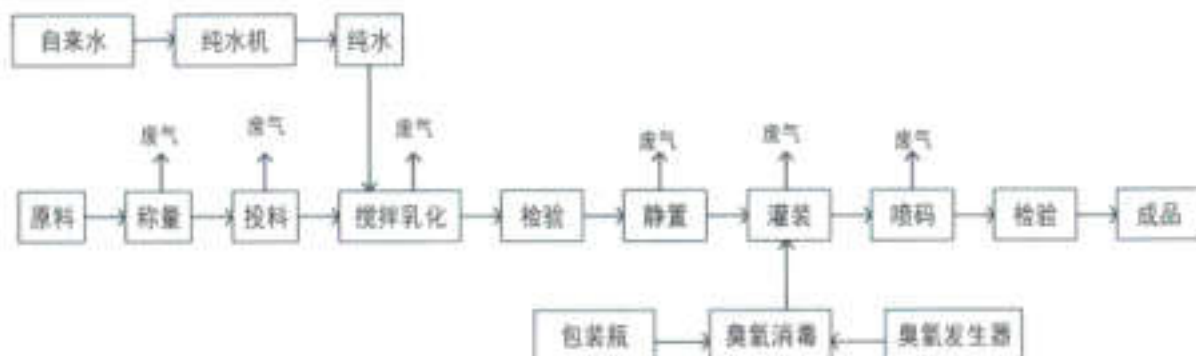 自来水 纯水机 纯水
废气 废气 废气 废气 废气 废气
原料 称量 投料 搅拌乳化 检验 静置 灌装 喷码 检验 成品
包装瓶 臭氧消毒 臭氧发生器